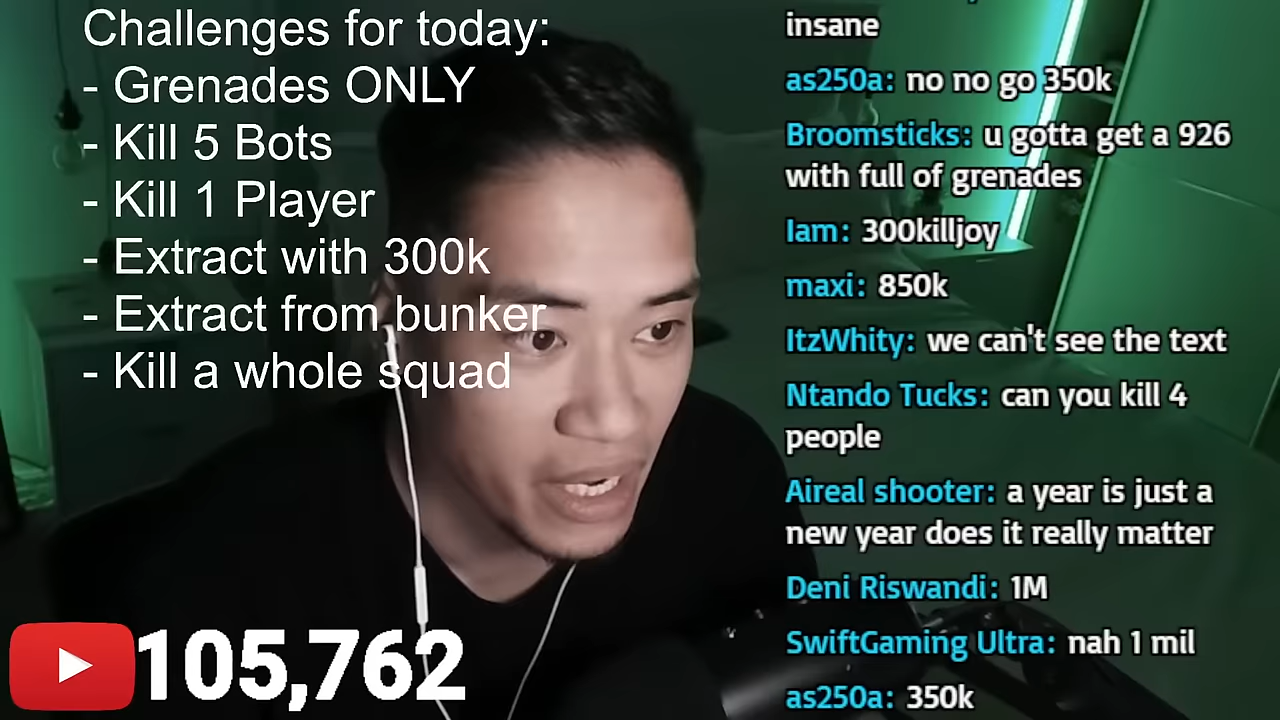 Challenges for today:
- Grenades ONLY
- Kill 5 Bots
- Kill 1 Player
- Extract with 300k
- Extract from bunker
- Kill a whole squad
105,762
insane
as250a: no no go 350k
Broomsticks: u gotta get a 926
with full of grenades
Iam: 300killjoy
maxi: 850k
ItzWhity: we can't see the text
Ntando Tucks: can you kill 4
people
Aireal shooter: a year is just a
new year does it really matter
Deni Riswandi: 1M
SwiftGaming Ultra: nah 1 mil
as250a: 350k